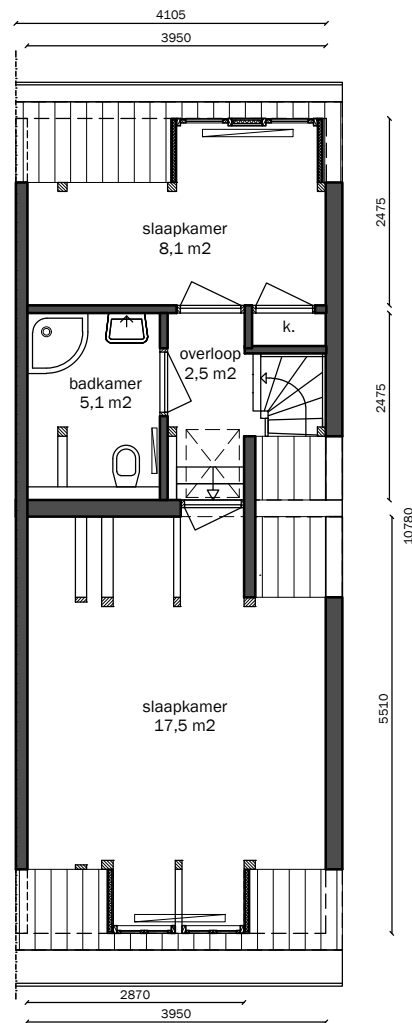 4105
3950
slaapkamer
8,1 m2
2475
k.
overloop
2,5 m2
badkamer
5,1 m2
2475
10780
slaapkamer
17,5 m2
5510
2870
3950